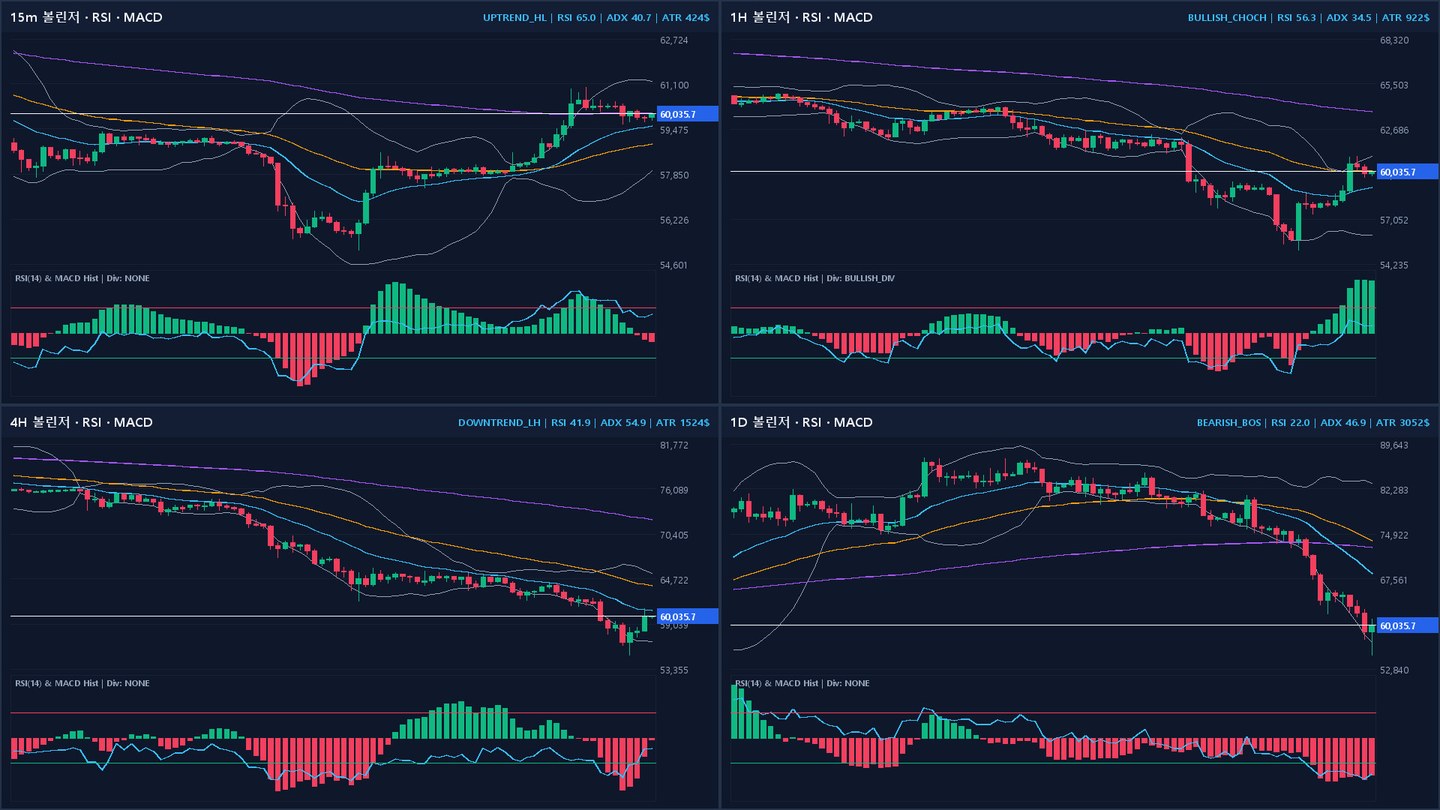 15m 볼린저 · RSI · MACD
UPTREND_HL | RSI 65.0 | ADX 40.7 | ATR 424$
62,724
61,100
60,035.7
59,475
57,850
56,226
54,601
RSI(14) & MACD Hist | Div: NONE
1H 볼린저 · RSI · MACD
BULLISH_CHOCH | RSI 56.3 | ADX 34.5 | ATR 922$
68,320
65,503
62,686
60,035.7
57,052
54,235
RSI(14) & MACD Hist | Div: BULLISH_DIV
4H 볼린저 · RSI · MACD
DOWNTREND_LH | RSI 41.9 | ADX 54.9 | ATR 1524$
81,772
76,089
70,405
64,722
60,035.7
59,039
53,355
RSI(14) & MACD Hist | Div: NONE
1D 볼린저 · RSI · MACD
BEARISH_BOS | RSI 22.0 | ADX 46.9 | ATR 3052$
89,643
82,283
74,922
67,561
60,035.7
52,840
RSI(14) & MACD Hist | Div: NONE